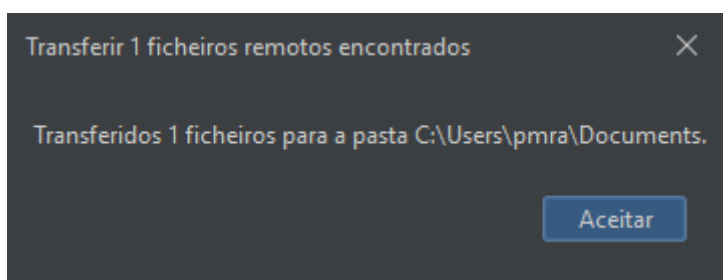 Transferir 1 ficheiros remotos encontrados
Transferidos 1 ficheiros para a pasta C:\Users\pmra\Documents.
Aceitar